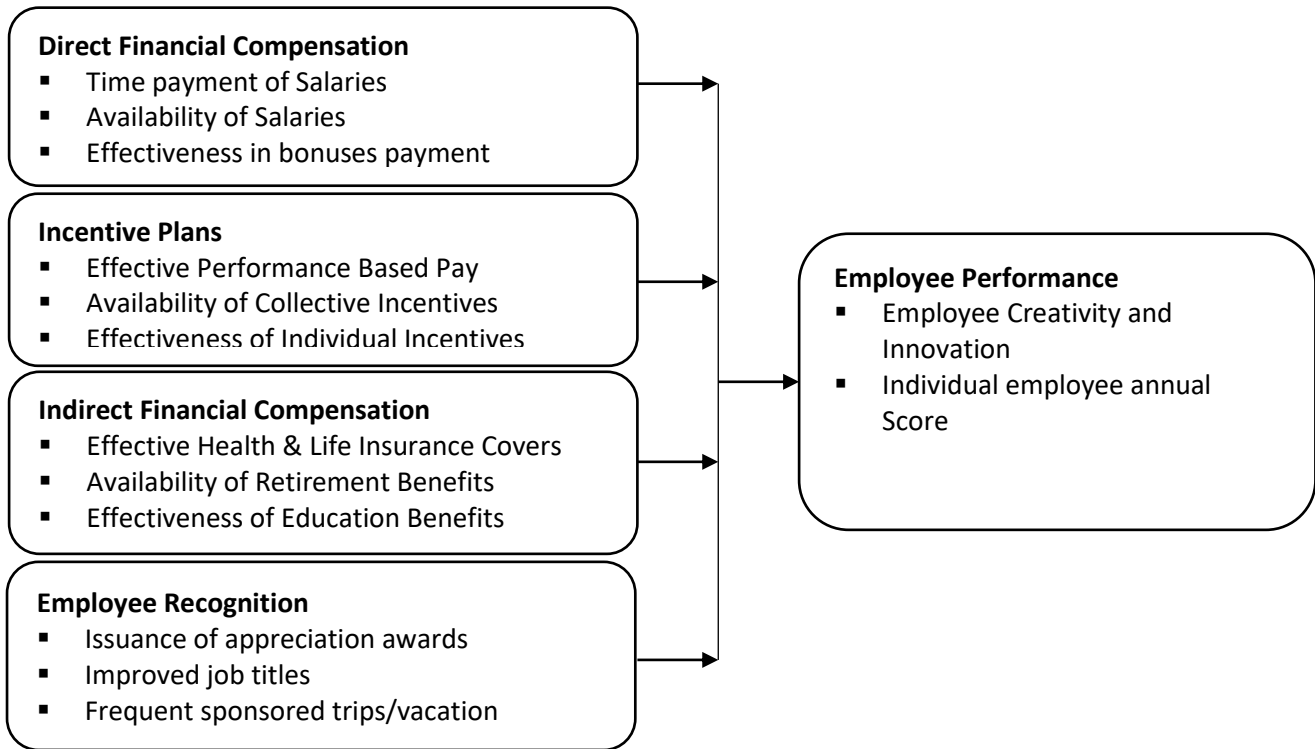 Direct Financial Compensation
▪ Time payment of Salaries
▪ Availability of Salaries
▪ Effectiveness in bonuses payment
Incentive Plans
▪ Effective Performance Based Pay
▪ Availability of Collective Incentives
▪ Effectiveness of Individual Incentives
Indirect Financial Compensation
▪ Effective Health & Life Insurance Covers
▪ Availability of Retirement Benefits
▪ Effectiveness of Education Benefits
Employee Recognition
▪ Issuance of appreciation awards
▪ Improved job titles
▪ Frequent sponsored trips/vacation
Employee Performance
▪ Employee Creativity and
Innovation
▪ Individual employee annual
Score